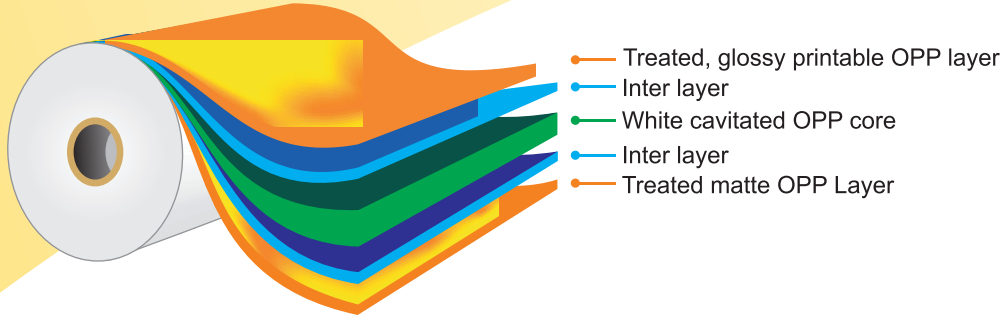 Treated, glossy printable OPP layer
Inter layer
White cavitated OPP core
Inter layer
Treated matte OPP Layer